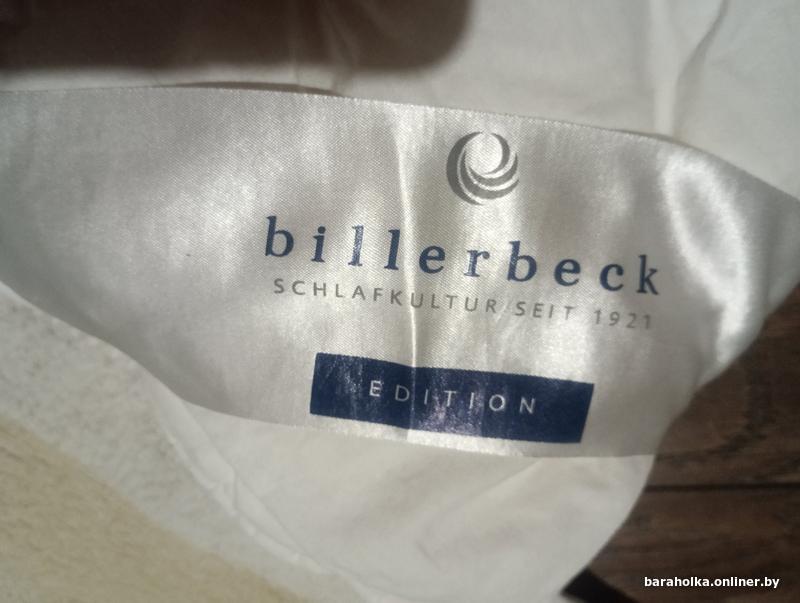 billerbeck
SCHLAFKULTUR SEIT 1921
EDITION
baraholka.onliner.by